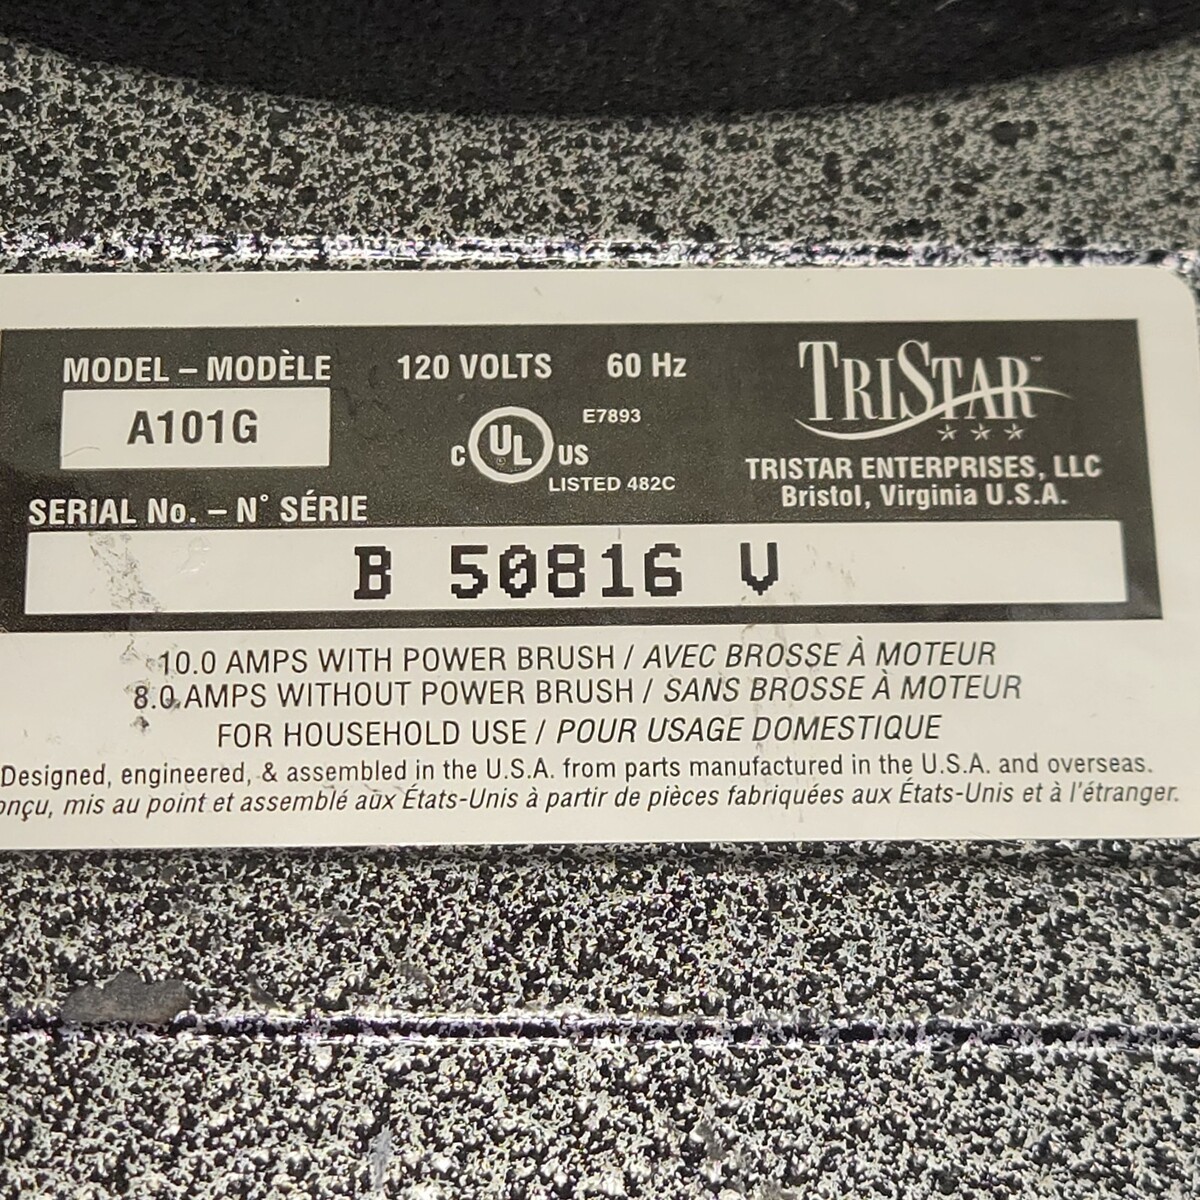 MODEL – MODÈLE 120 VOLTS 60 Hz
A101G
C UL US
E7893
LISTED 482C
TRISTAR™
TRISTAR ENTERPRISES, LLC
Bristol, Virginia U.S.A.
SERIAL No. – N° SÉRIE
B 50816 V
10.0 AMPS WITH POWER BRUSH / AVEC BROSSE À MOTEUR
8.0 AMPS WITHOUT POWER BRUSH / SANS BROSSE À MOTEUR
FOR HOUSEHOLD USE / POUR USAGE DOMESTIQUE
Designed, engineered, & assembled in the U.S.A. from parts manufactured in the U.S.A. and overseas.
onçu, mis au point et assemblé aüx États-Unis à partir de pièces fabriquées aux États-Unis et à l'étranger.